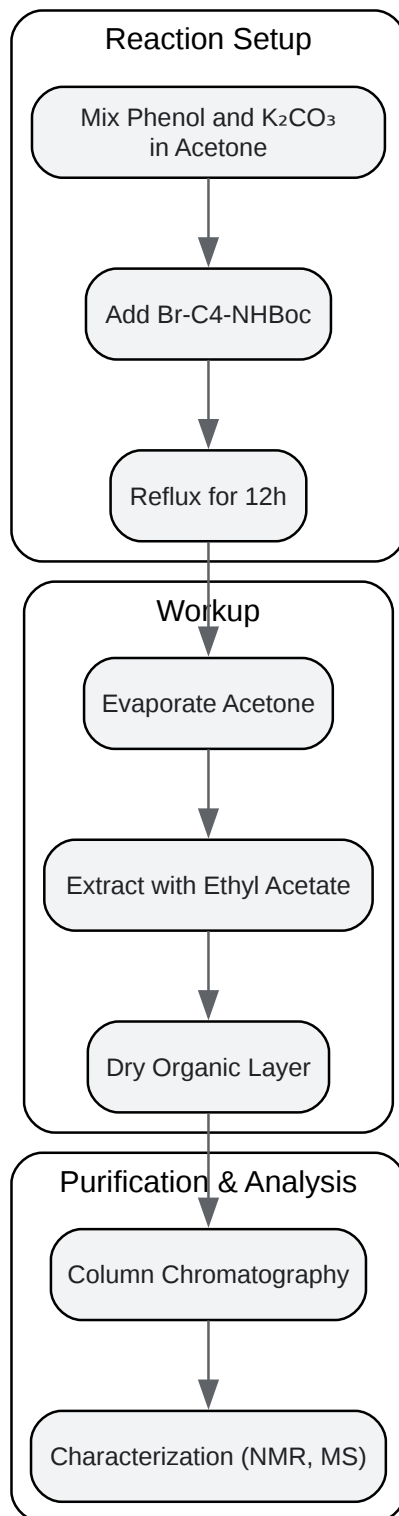 Reaction Setup
Mix Phenol and K₂CO₃
in Acetone
Add Br-C4-NHBoc
Reflux for 12h
Workup
Evaporate Acetone
Extract with Ethyl Acetate
Dry Organic Layer
Purification & Analysis
Column Chromatography
Characterization (NMR, MS)